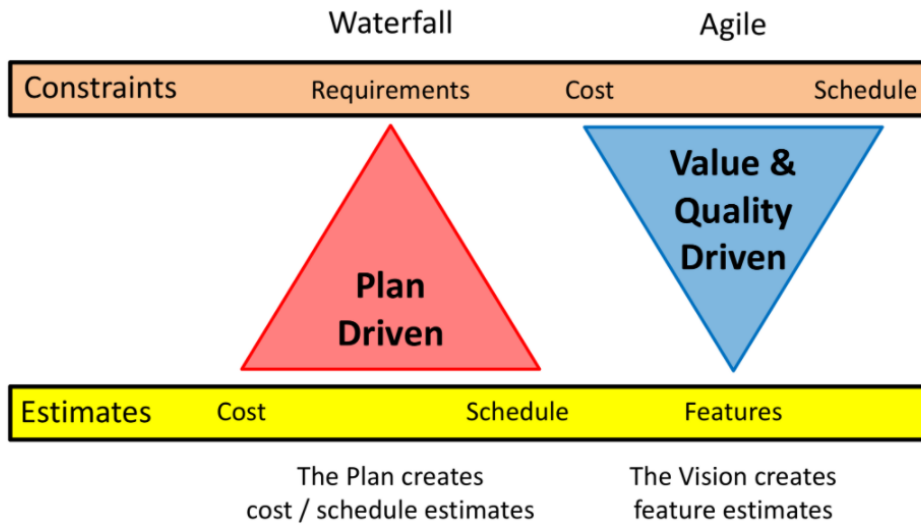 Waterfall Agile
Constraints Requirements Cost Schedule
Value &
Quality
Driven
Plan
Driven
Estimates Cost Schedule Features
The Plan creates
cost / schedule estimates
The Vision creates
feature estimates